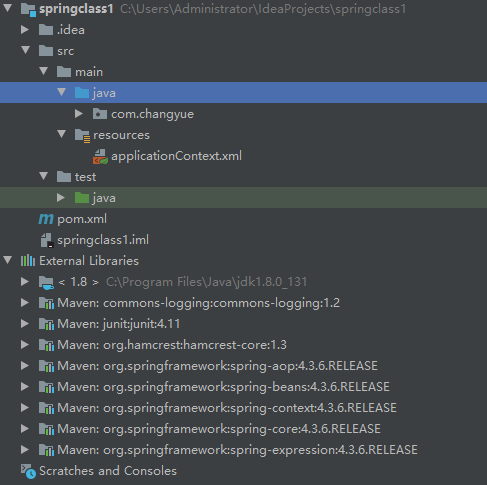 springclass1 C:\Users\Administrator\IdeaProjects\springclass1
.idea
src
main
java
com.changyue
resources
applicationContext.xml
test
java
pom.xml
springclass1.iml
External Libraries
< 1.8 > C:\Program Files\Java\jdk1.8.0_131
Maven: commons-logging:commons-logging:1.2
Maven: junit:junit:4.11
Maven: org.hamcrest:hamcrest-core:1.3
Maven: org.springframework:spring-aop:4.3.6.RELEASE
Maven: org.springframework:spring-beans:4.3.6.RELEASE
Maven: org.springframework:spring-context:4.3.6.RELEASE
Maven: org.springframework:spring-core:4.3.6.RELEASE
Maven: org.springframework:spring-expression:4.3.6.RELEASE
Scratches and Consoles